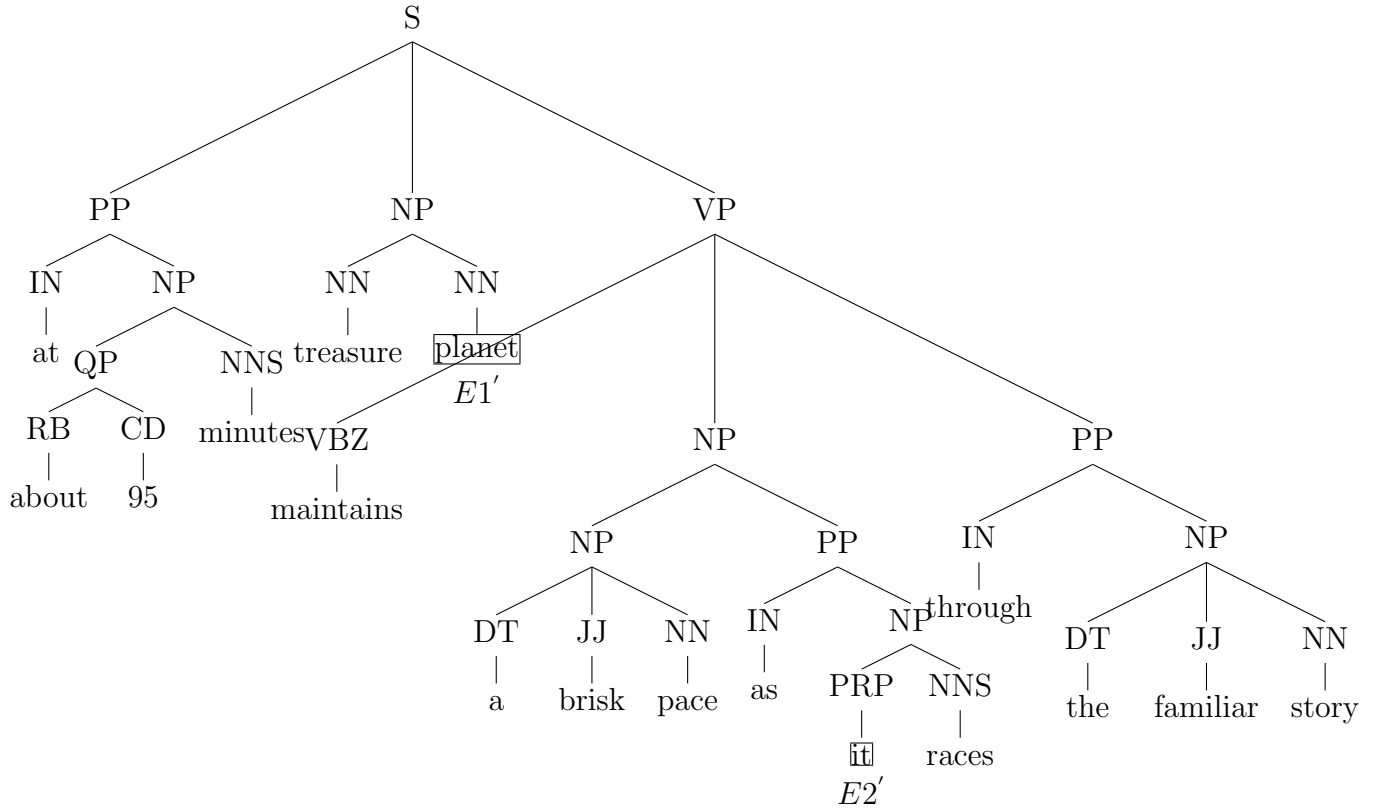 S
PP NP VP
IN NP NN NN
at QP NNS treasure planet
E1′
RB CD minutes VBZ NP PP
about 95 maintains
NP PP IN NP
through
DT JJ NN IN NP DT JJ NN
a brisk pace as PRP NNS the familiar story
it races
E2′